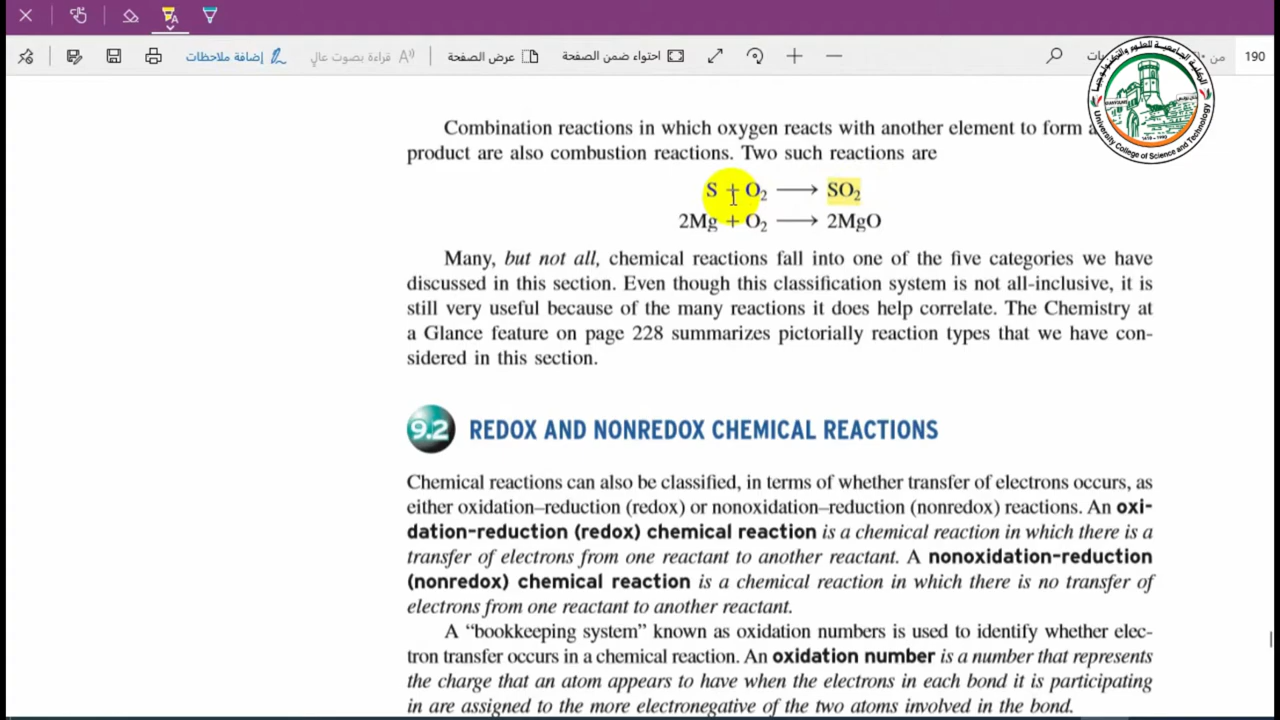 إضافة ملاحظات
قراءة بصوت عالٍ
عرض الصفحة
احتواء ضمن الصفحة
من
190
الكلية الجامعية للعلوم والتكنولوجيا
University College of Science and Technology
Combination reactions in which oxygen reacts with another element to form a
product are also combustion reactions. Two such reactions are
S + O₂ ⟶ SO₂
2Mg + O₂ ⟶ 2MgO
Many, but not all, chemical reactions fall into one of the five categories we have
discussed in this section. Even though this classification system is not all-inclusive, it is
still very useful because of the many reactions it does help correlate. The Chemistry at
a Glance feature on page 228 summarizes pictorially reaction types that we have con-
sidered in this section.
9.2 REDOX AND NONREDOX CHEMICAL REACTIONS
Chemical reactions can also be classified, in terms of whether transfer of electrons occurs, as
either oxidation–reduction (redox) or nonoxidation–reduction (nonredox) reactions. An oxi-
dation-reduction (redox) chemical reaction is a chemical reaction in which there is a
transfer of electrons from one reactant to another reactant. A nonoxidation-reduction
(nonredox) chemical reaction is a chemical reaction in which there is no transfer of
electrons from one reactant to another reactant.
A “bookkeeping system” known as oxidation numbers is used to identify whether elec-
tron transfer occurs in a chemical reaction. An oxidation number is a number that represents
the charge that an atom appears to have when the electrons in each bond it is participating
in are assigned to the more electronegative of the two atoms involved in the bond.